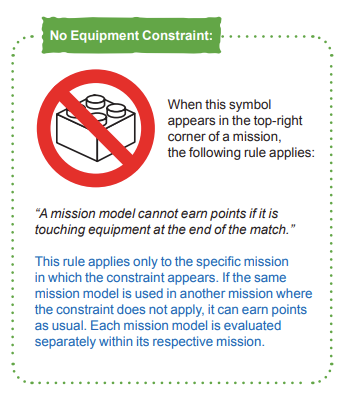 No Equipment Constraint:
When this symbol
appears in the top-right
corner of a mission,
the following rule applies:
“A mission model cannot earn points if it is
touching equipment at the end of the match.”
This rule applies only to the specific mission
in which the constraint appears. If the same
mission model is used in another mission where
the constraint does not apply, it can earn points
as usual. Each mission model is evaluated
separately within its respective mission.